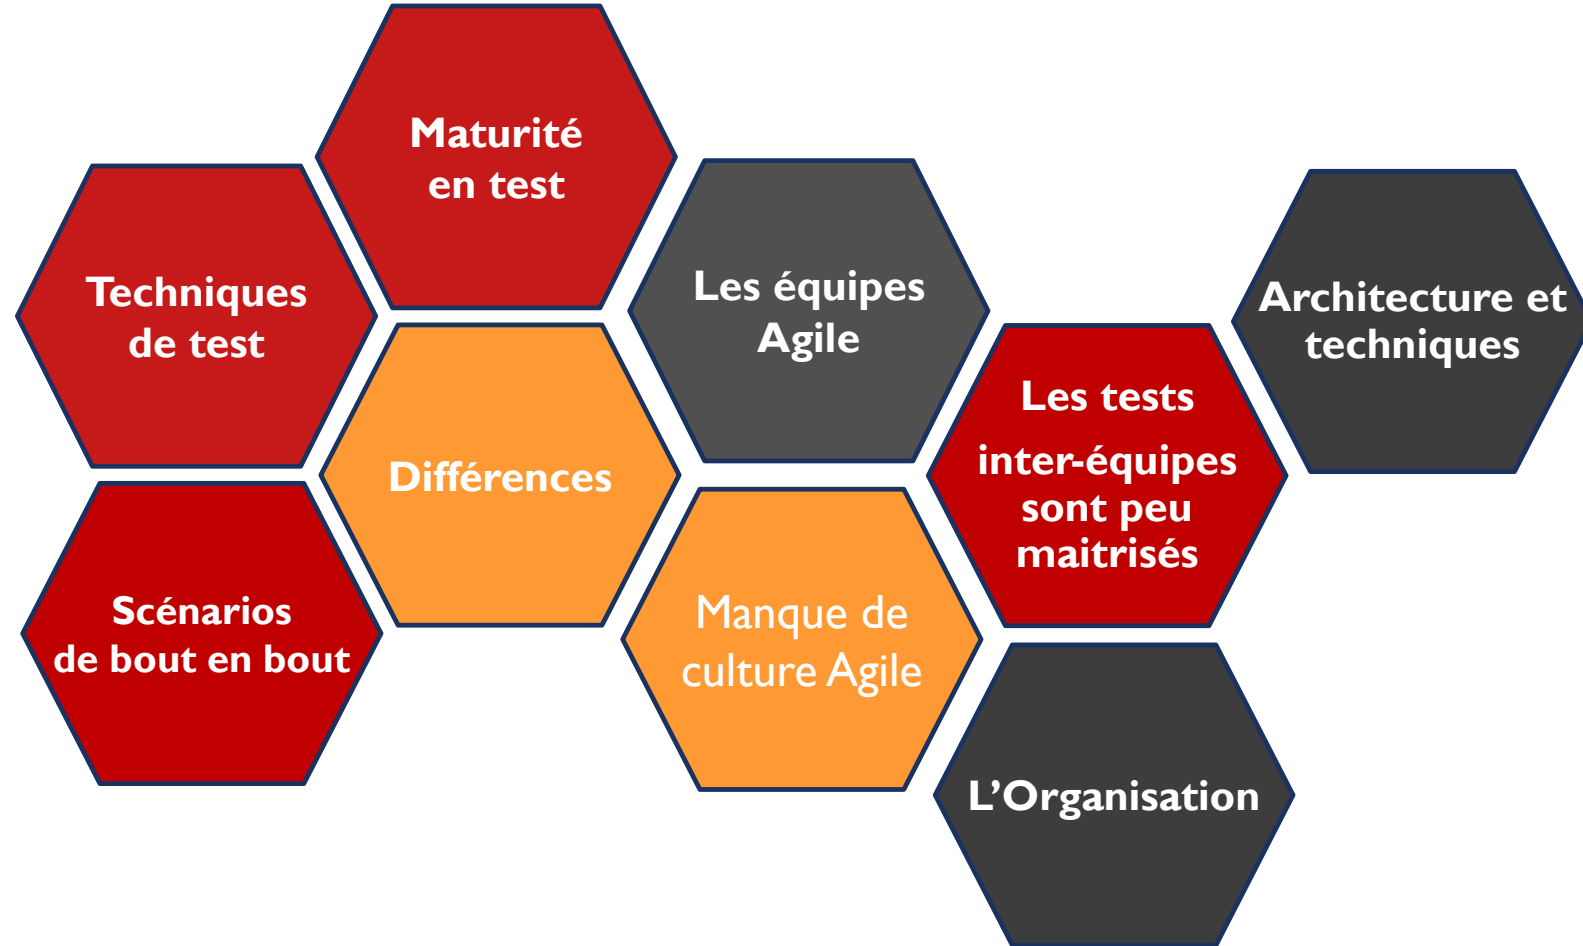 Maturité
en test
Techniques
de test
Les équipes
Agile
Architecture et
techniques
Différences
Les tests
inter-équipes
sont peu
maitrisés
Scénarios
de bout en bout
Manque de
culture Agile
L’Organisation